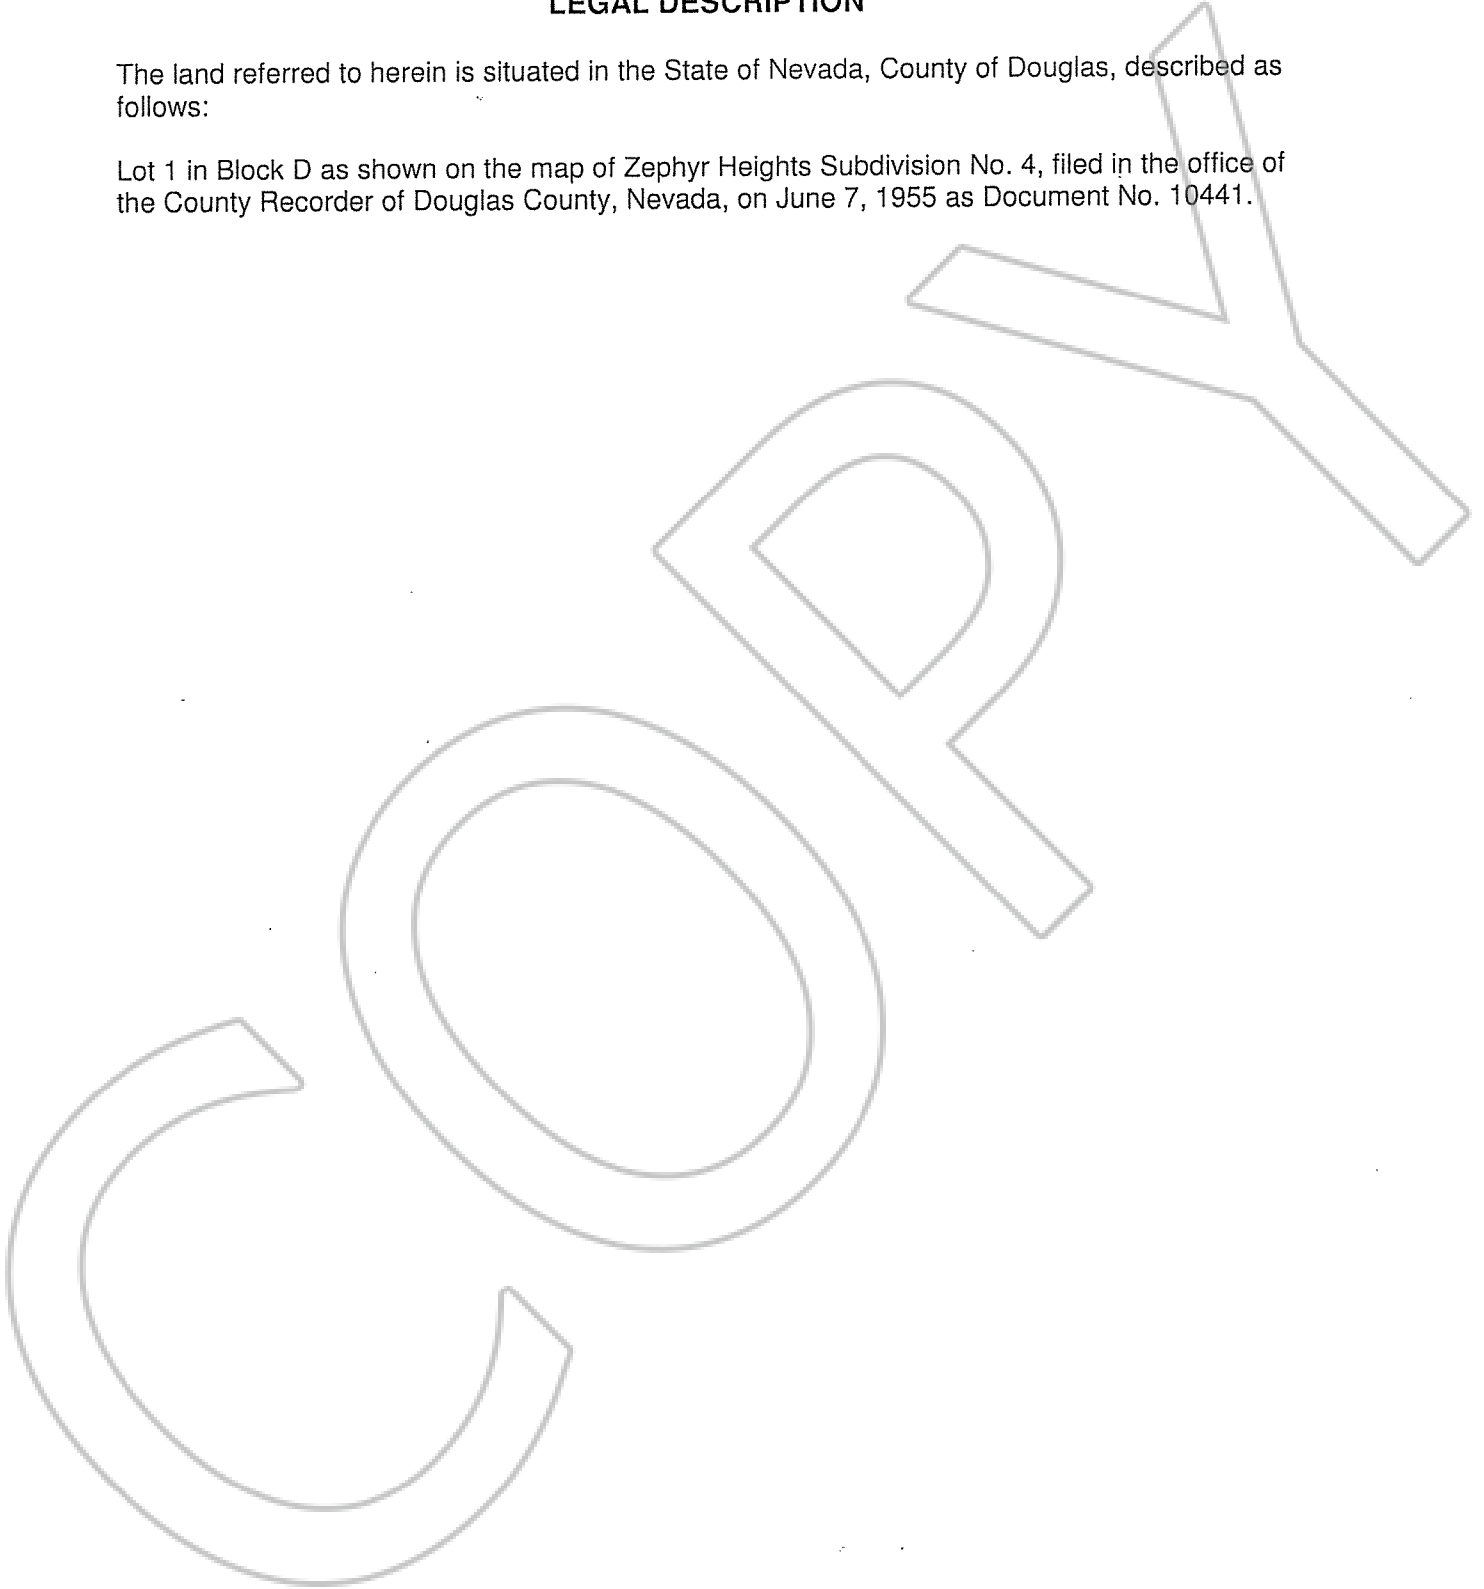 LEGAL DESCRIPTION
The land referred to herein is situated in the State of Nevada, County of Douglas, described as
follows:
Lot 1 in Block D as shown on the map of Zephyr Heights Subdivision No. 4, filed in the office of
the County Recorder of Douglas County, Nevada, on June 7, 1955 as Document No. 10441.
COPY